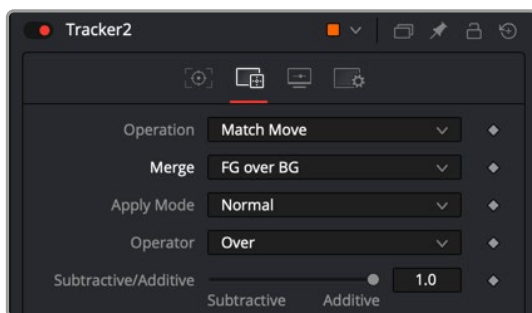 Tracker2
Operation Match Move
Merge FG over BG
Apply Mode Normal
Operator Over
Subtractive/Additive 1.0
Subtractive Additive